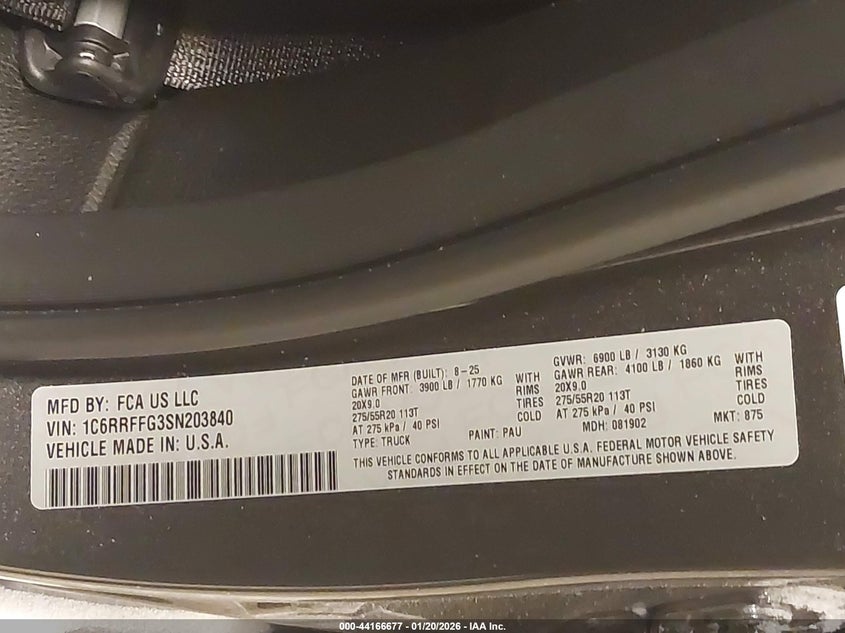 MFD BY: FCA US LLC
VIN: 1C6RRFFG3SN203840
VEHICLE MADE IN: U.S.A.
DATE OF MFR (BUILT): 8-25
GAWR FRONT: 3900 LB / 1770 KG WITH
20X9.0 RIMS
275/55R20 113T TIRES
AT 275 kPa / 40 PSI COLD
TYPE: TRUCK PAINT: PAU
GVWR: 6900 LB / 3130 KG
GAWR REAR: 4100 LB / 1860 KG WITH
20X9.0 RIMS
275/55R20 113T TIRES
AT 275 kPa / 40 PSI COLD
MDH: 081902 MKT: 875
THIS VEHICLE CONFORMS TO ALL APPLICABLE U.S.A. FEDERAL MOTOR VEHICLE SAFETY
STANDARDS IN EFFECT ON THE DATE OF MANUFACTURE SHOWN ABOVE.
000-44166677 - 01/20/2026 - IAA Inc.